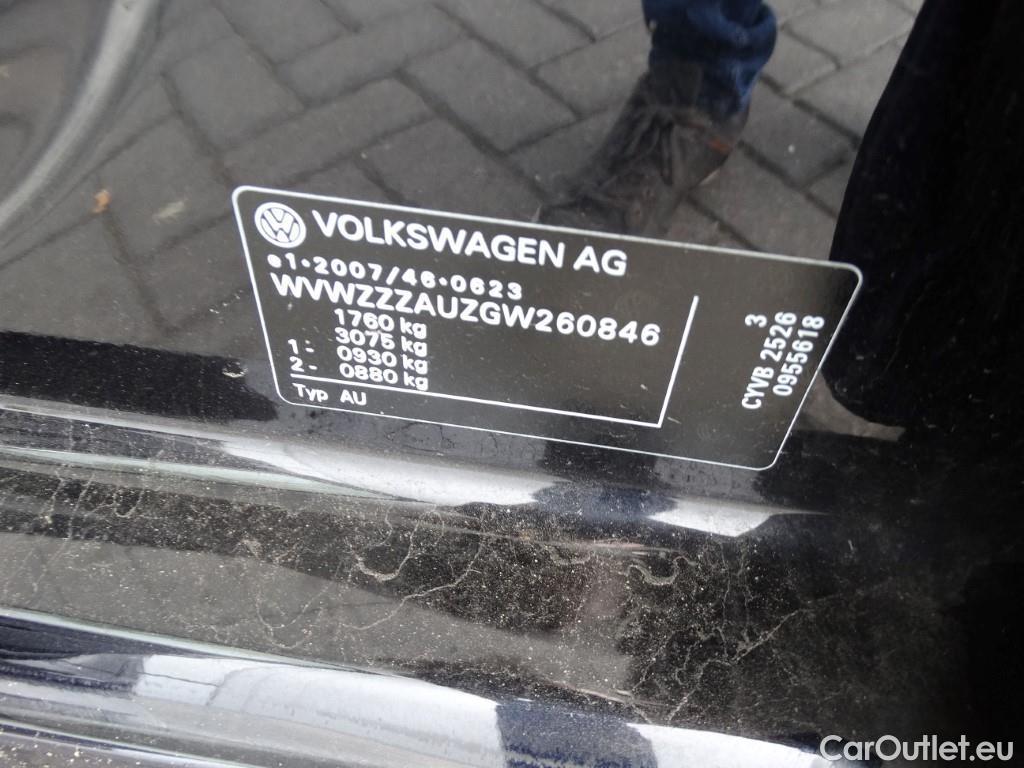 VOLKSWAGEN AG
e1*2007/46*0623
WVWZZZAUZGW260846
1760 kg
3075 kg
1- 0930 kg
2- 0880 kg
Typ AU
3
CYVB 2526
0955618
CarOutlet.eu